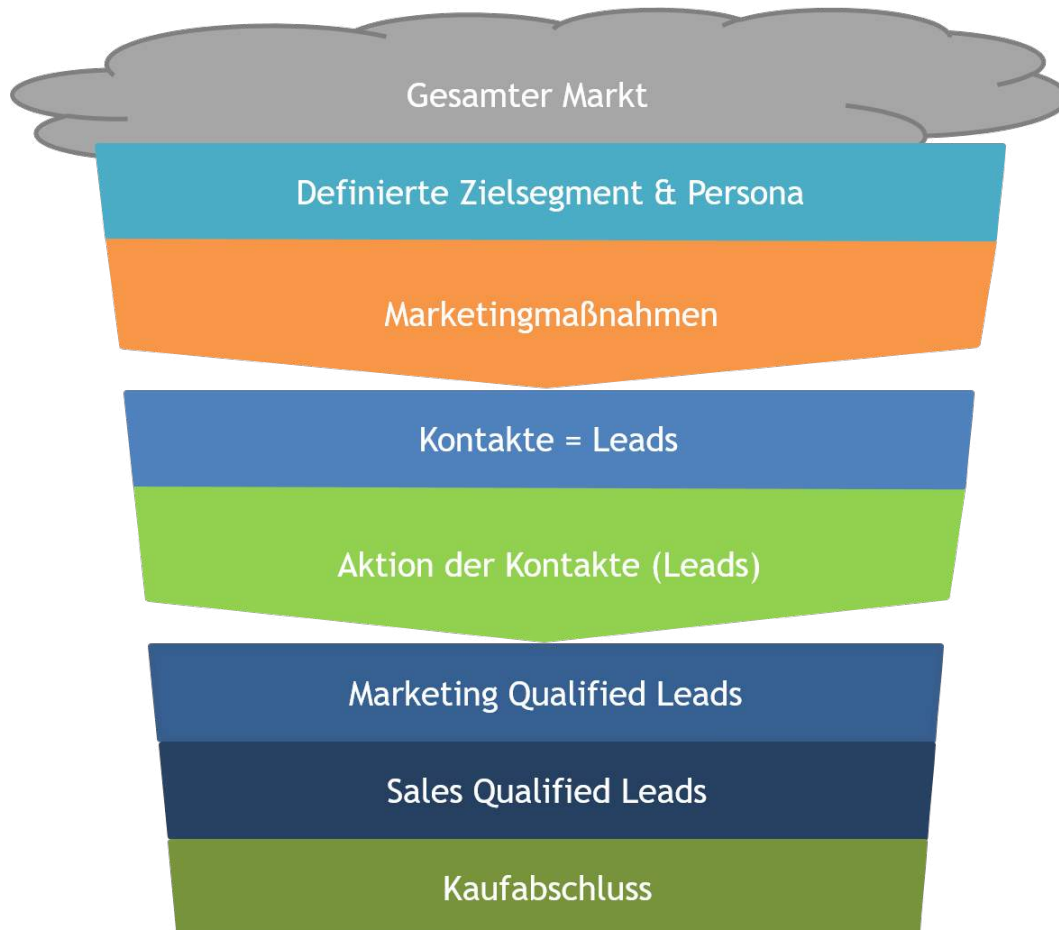 Gesamter Markt
Definierte Zielsegment & Persona
Marketingmaßnahmen
Kontakte = Leads
Aktion der Kontakte (Leads)
Marketing Qualified Leads
Sales Qualified Leads
Kaufabschluss